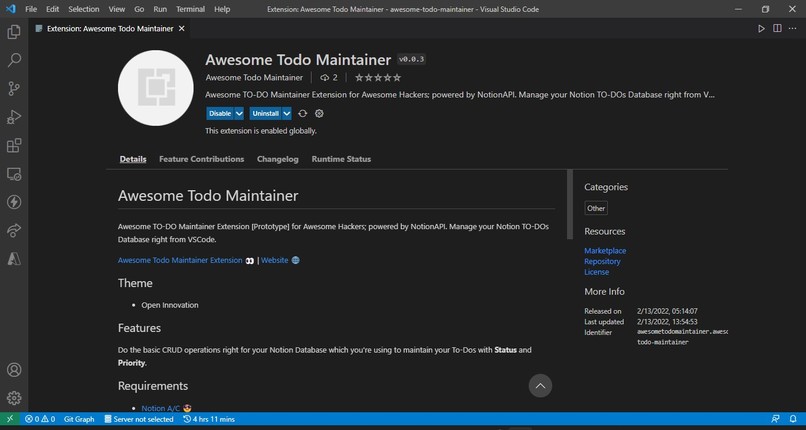 File Edit Selection View Go Run Terminal Help Extension: Awesome Todo Maintainer - awesome-todo-maintainer - Visual Studio Code
Extension: Awesome Todo Maintainer
Awesome Todo Maintainer v0.0.3
Awesome Todo Maintainer 2
Awesome TO-DO Maintainer Extension for Awesome Hackers; powered by NotionAPI. Manage your Notion TO-DOs Database right from V...
Disable Uninstall
This extension is enabled globally.
Details Feature Contributions Changelog Runtime Status
Awesome Todo Maintainer
Awesome TO-DO Maintainer Extension [Prototype] for Awesome Hackers; powered by NotionAPI. Manage your Notion TO-DOs
Database right from VSCode.
Awesome Todo Maintainer Extension 👀 | Website 🌐
Theme
• Open Innovation
Features
Do the basic CRUD operations right for your Notion Database which you're using to maintain your To-Dos with Status and
Priority.
Requirements
• Notion A/C
Categories
Other
Resources
Marketplace
Repository
License
More Info
Released on 2/13/2022, 05:14:07
Last updated 2/13/2022, 13:54:53
Identifier awesometodomaintainer.aweso
todo-maintainer
0 0 Git Graph Server not selected 4 hrs 11 mins